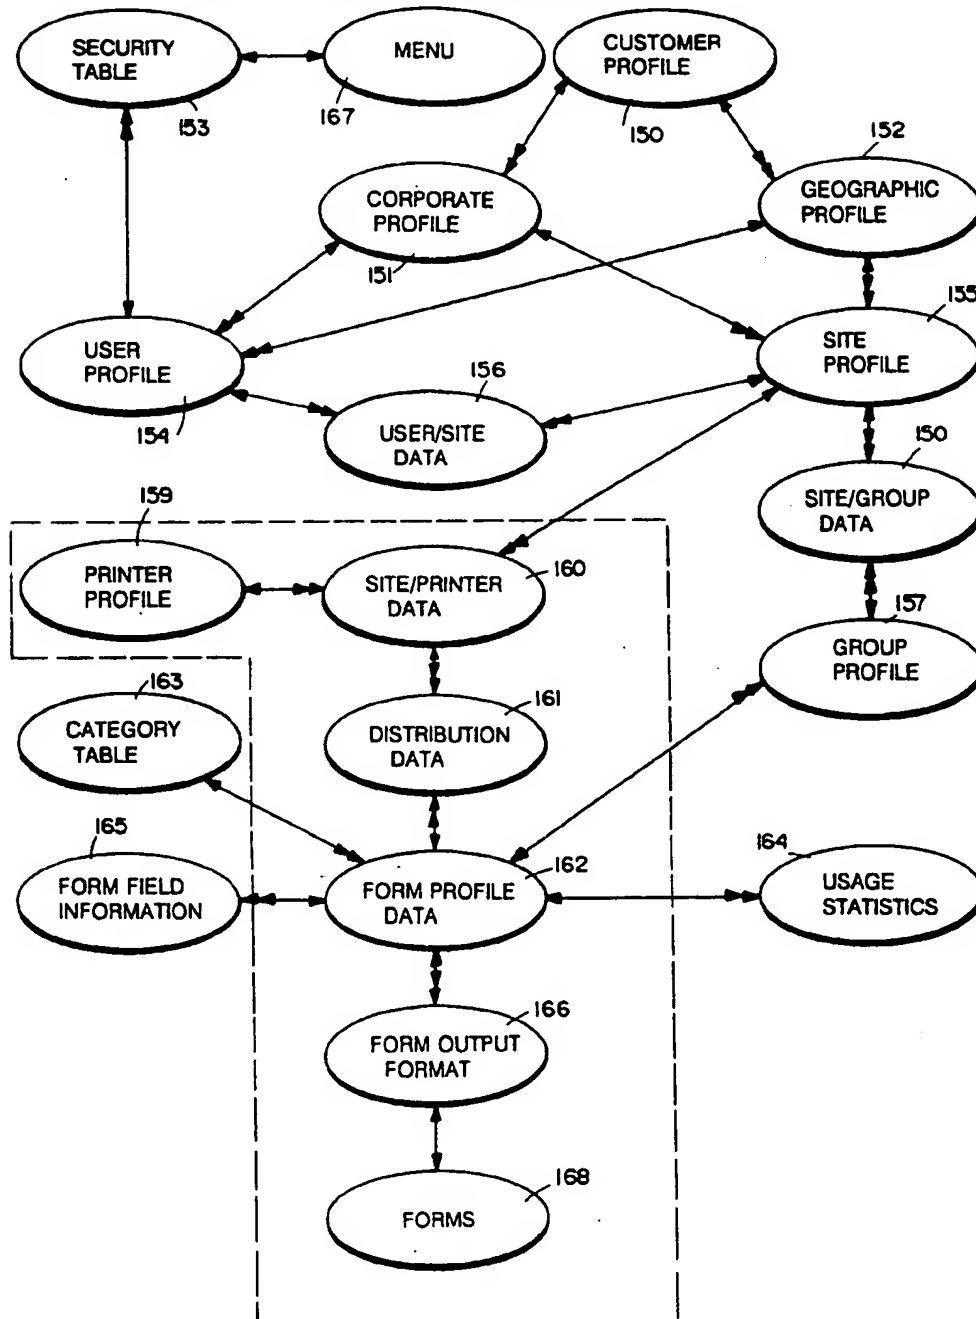 SECURITY
TABLE
153
MENU
167
CUSTOMER
PROFILE
150
152
GEOGRAPHIC
PROFILE
CORPORATE
PROFILE
151
155
SITE
PROFILE
USER
PROFILE
154
156
USER/SITE
DATA
150
SITE/GROUP
DATA
159
PRINTER
PROFILE
SITE/PRINTER
DATA
160
157
GROUP
PROFILE
163
CATEGORY
TABLE
161
DISTRIBUTION
DATA
165
FORM FIELD
INFORMATION
162
FORM PROFILE
DATA
164
USAGE
STATISTICS
166
FORM OUTPUT
FORMAT
168
FORMS